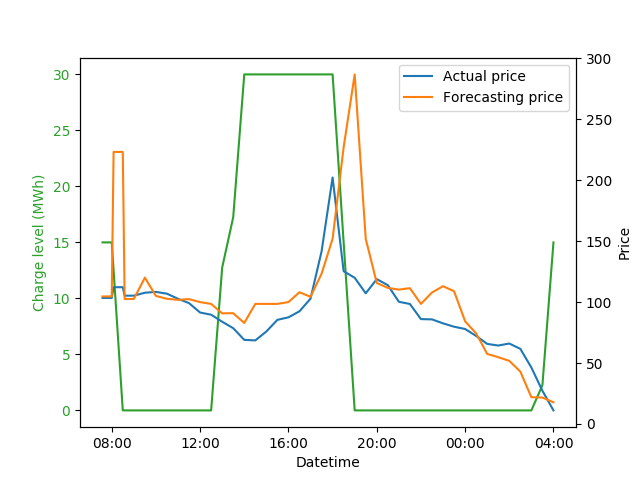 Actual price
Forecasting price
30
25
20
15
10
5
0
Charge level (MWh)
300
250
200
150
100
50
0
Price
08:00 12:00 16:00 20:00 00:00 04:00
Datetime